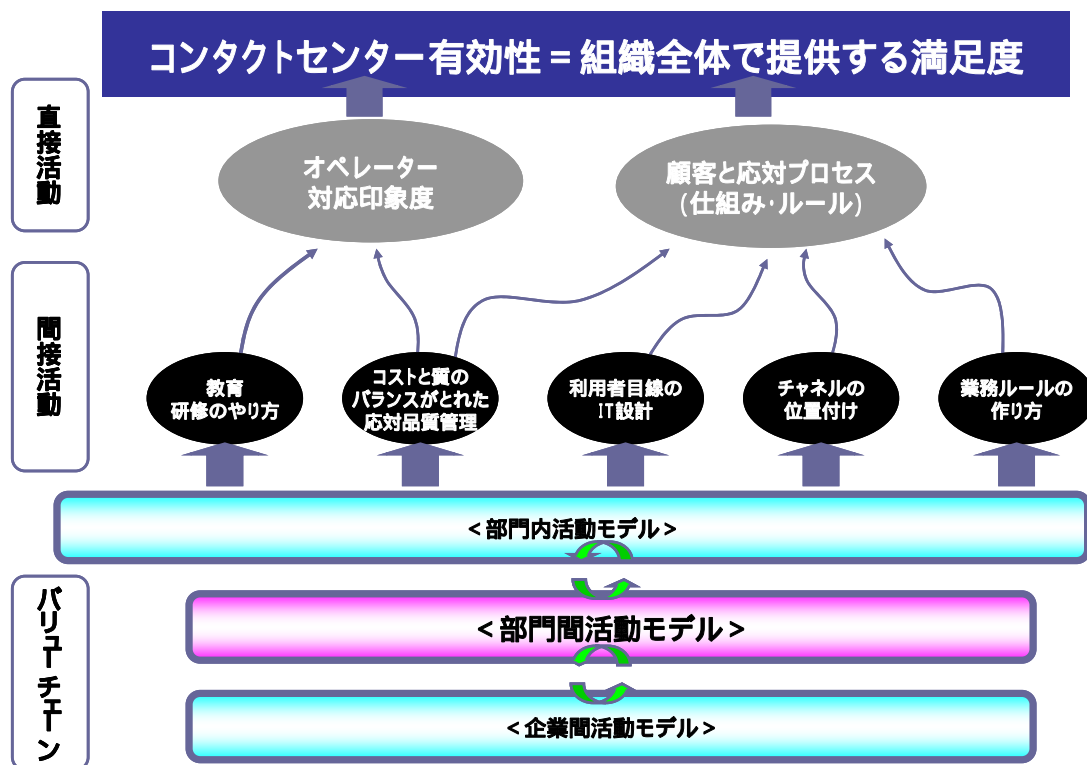 コンタクトセンター有効性=組織全体で提供する満足度
直接活動
オペレーター
対応印象度
顧客と応対プロセス
(仕組み・ルール)
間接活動
教育
研修のやり方
コストと質の
バランスがとれた
応対品質管理
利用者目線の
IT設計
チャネルの
位置付け
業務ルールの
作り方
<部門内活動モデル>
バリューチェーン
<部門間活動モデル>
<企業間活動モデル>